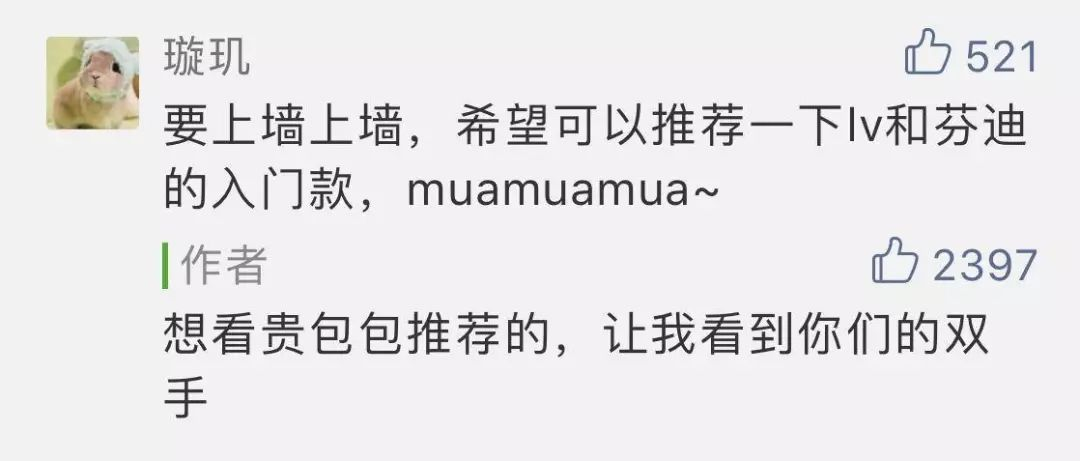 璇玑
521
要上墙上墙，希望可以推荐一下lv和芬迪
的入门款，muamuamua~
作者
2397
想看贵包包推荐的，让我看到你们的双
手